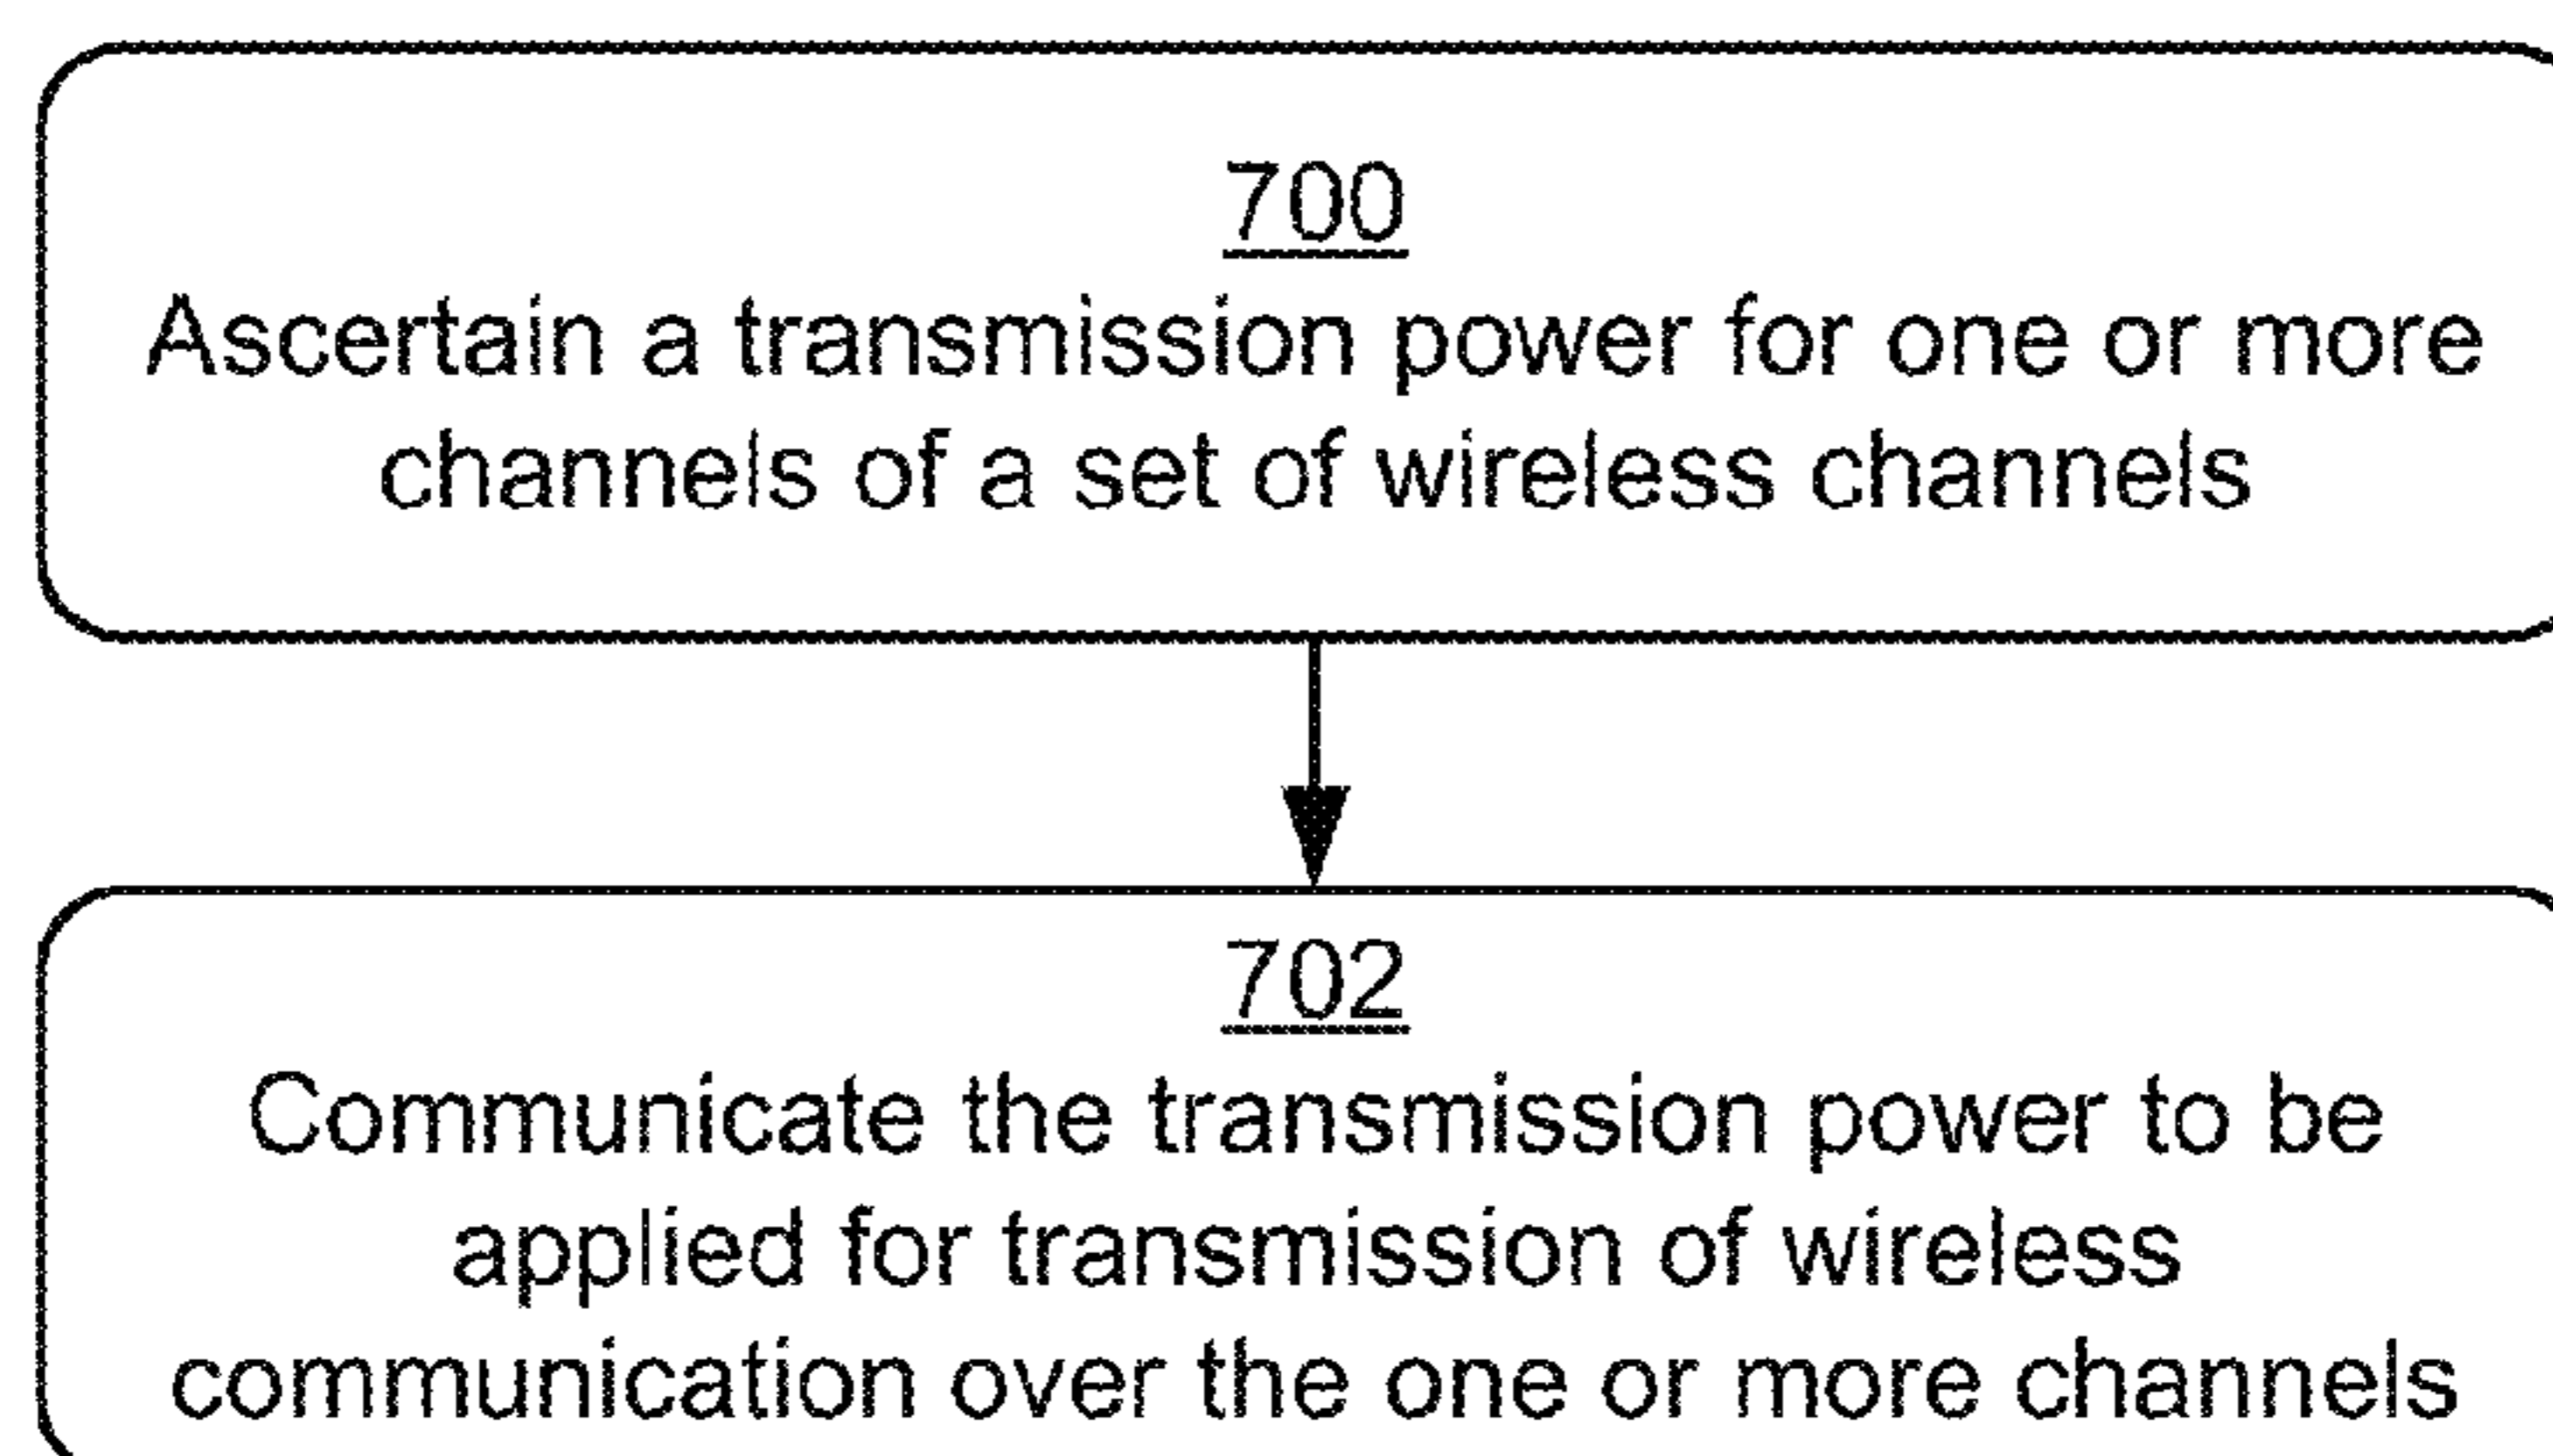 700
Ascertain a transmission power for one or more
channels of a set of wireless channels
702
Communicate the transmission power to be
applied for transmission of wireless
communication over the one or more channels